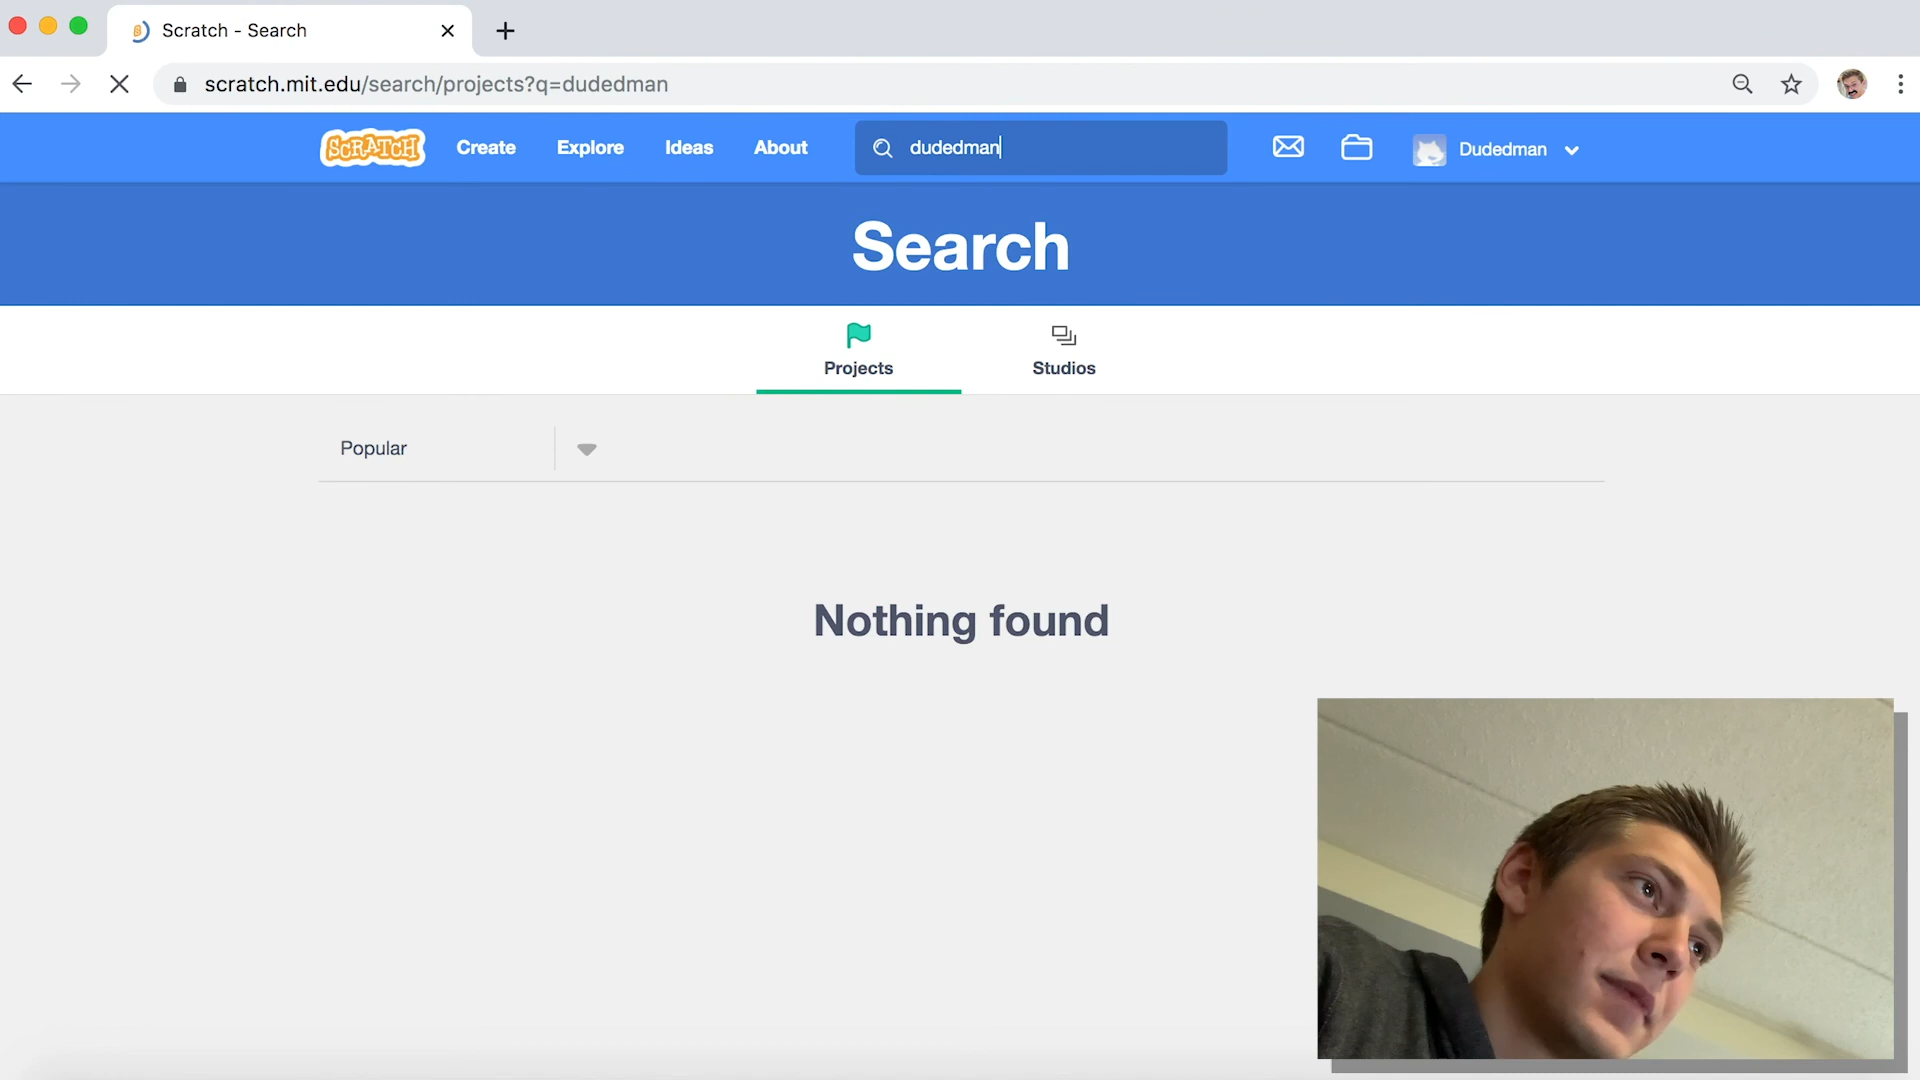 Scratch - Search
scratch.mit.edu/search/projects?q=dudedman
SCRATCH
Create
Explore
Ideas
About
dudedman
Dudedman
Search
Projects
Studios
Popular
Nothing found